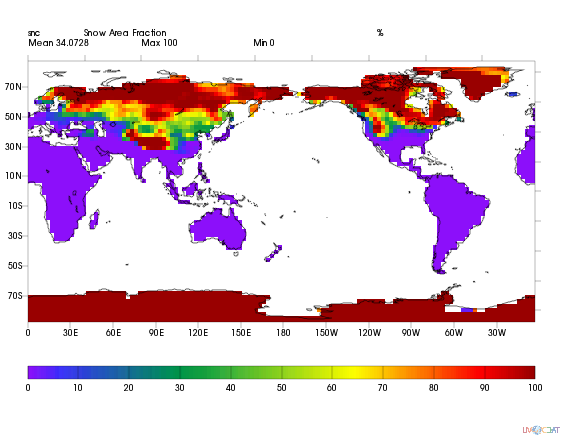 snc Snow Area Fraction %
Mean 34.0728 Max 100 Min 0
70N
50N
30N
10N
10S
30S
50S
70S
0 30E 60E 90E 120E 150E 180 150W 120W 90W 60W 30W
0 10 20 30 40 50 60 70 80 90 100